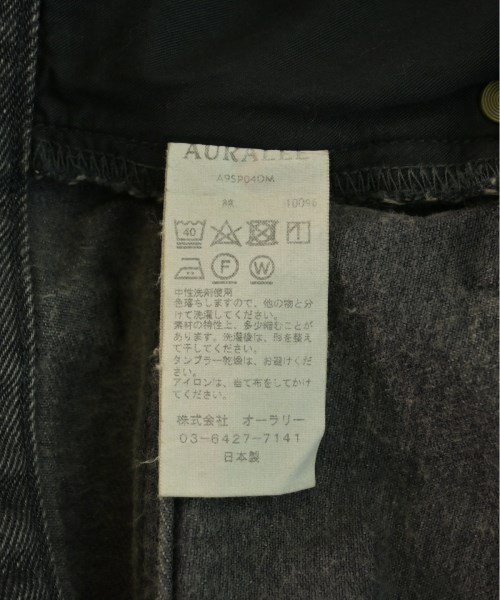 AURALEE
A9SP04DM
綿 100%
40
F W
中性洗剤使用
色落ちしますので、他の物と分
けて洗濯してください。
素材の特性上、多少縮むことが
あります。洗濯後は、形を整え
て干してください。
タンブラー乾燥は、お避けくだ
さい。
アイロンは、当て布をしてかけ
てください。
株式会社 オーラリー
03-6427-7141
日本製